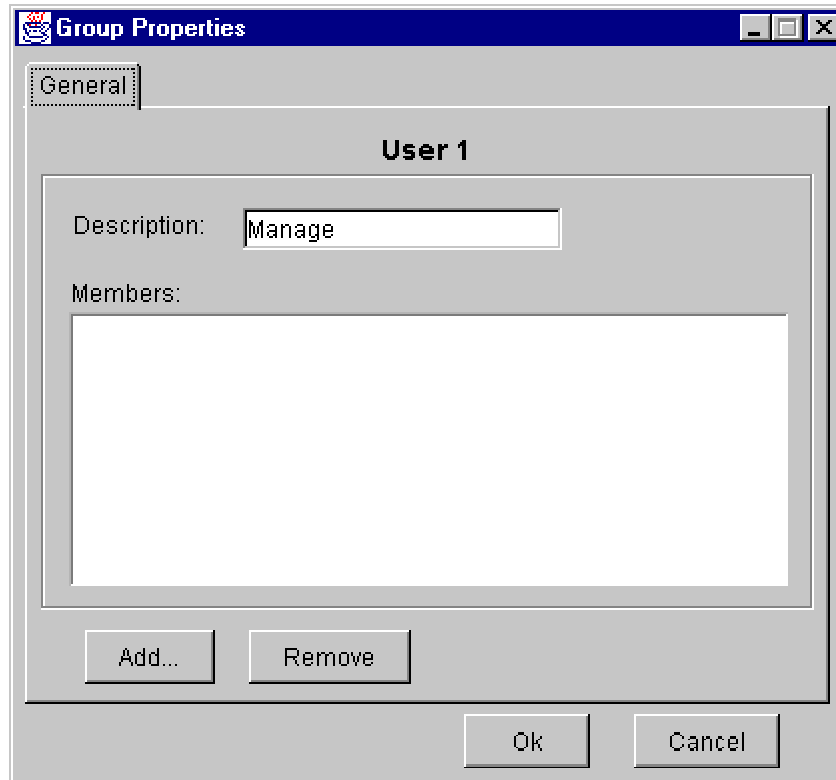 Group Properties
General
User 1
Description: Manage
Members:
Add... Remove
Ok Cancel